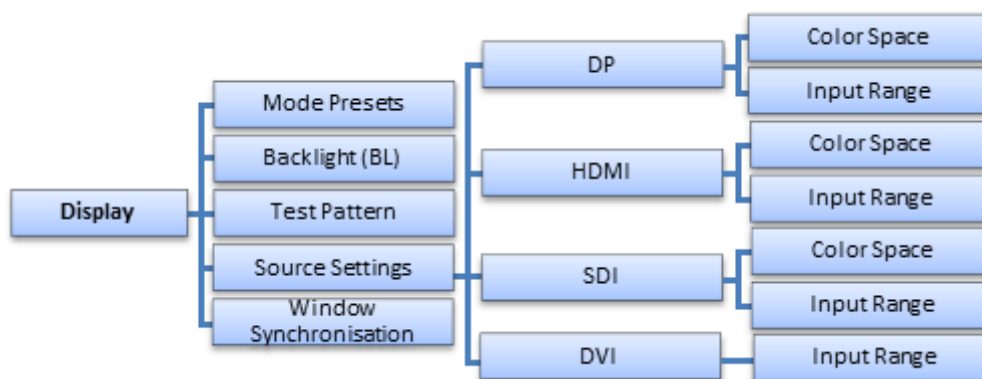 Display
Mode Presets
Backlight (BL)
Test Pattern
Source Settings
Window
Synchronisation
DP
Color Space
Input Range
HDMI
Color Space
Input Range
SDI
Color Space
Input Range
DVI
Input Range